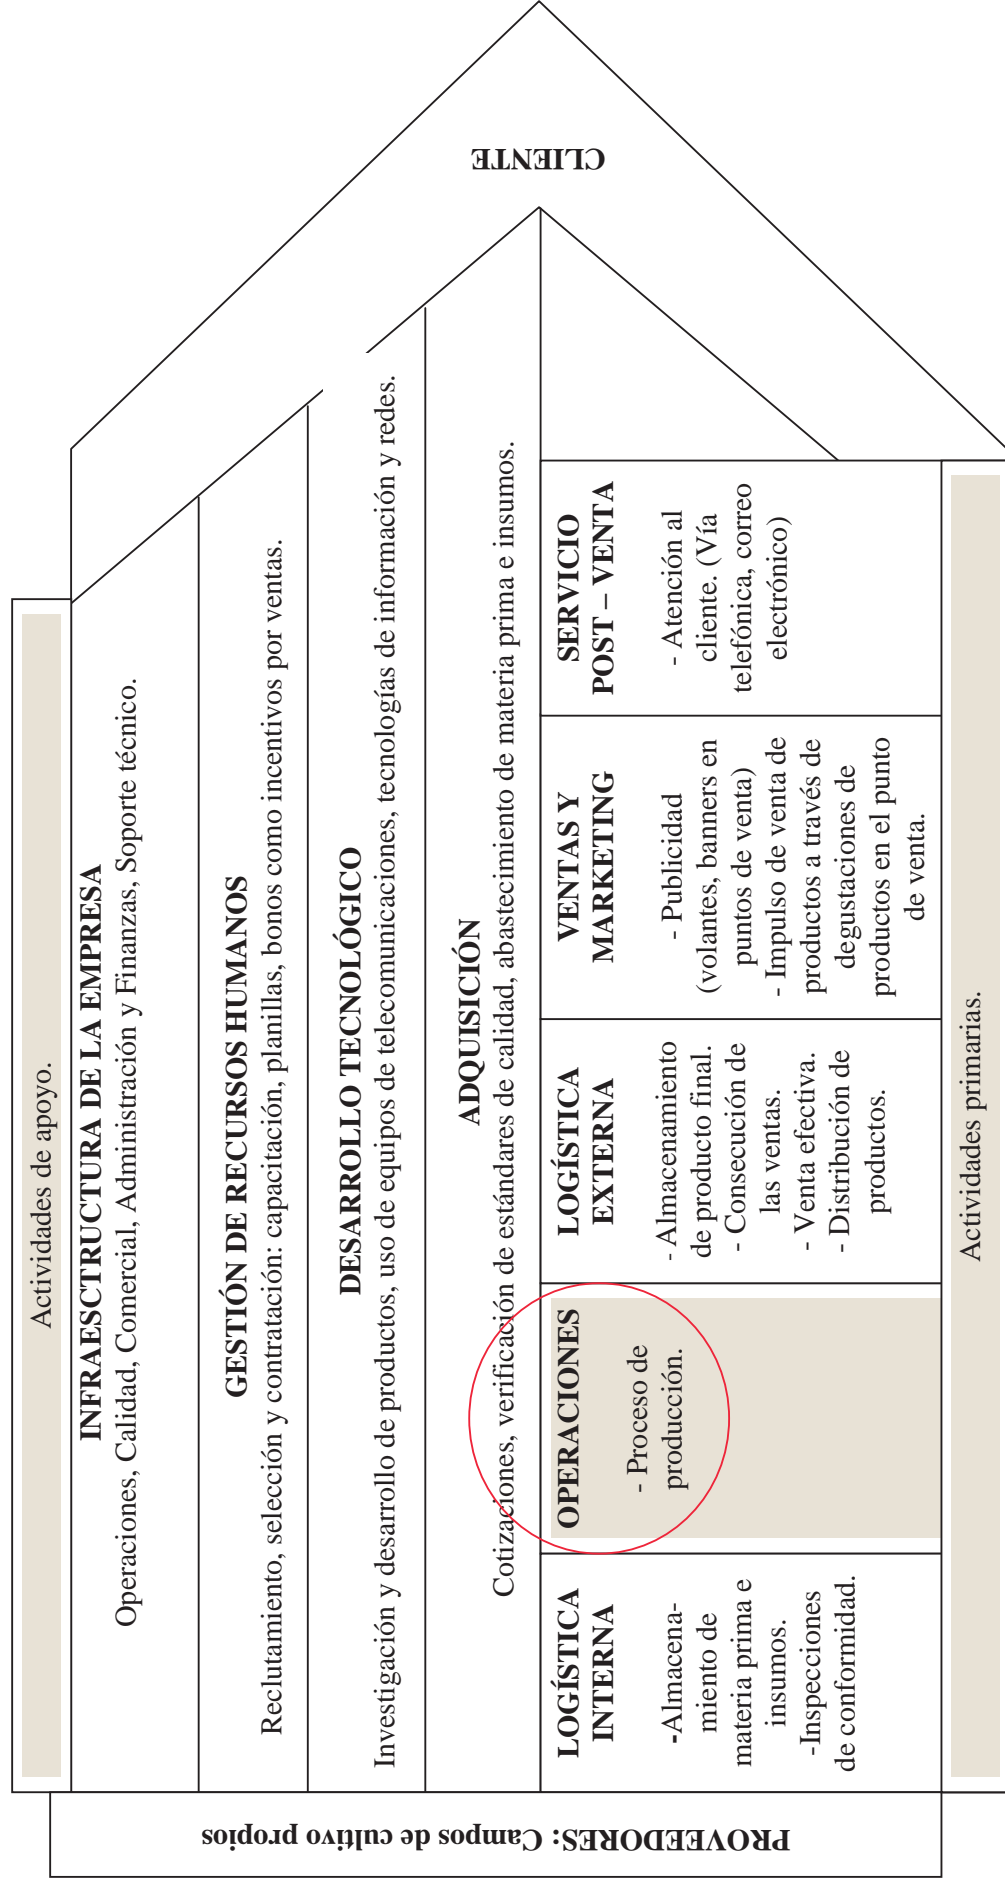 Actividades de apoyo.
INFRAESCTRUCTURA DE LA EMPRESA
Operaciones, Calidad, Comercial, Administración y Finanzas, Soporte técnico.
GESTIÓN DE RECURSOS HUMANOS
Reclutamiento, selección y contratación: capacitación, planillas, bonos como incentivos por ventas.
DESARROLLO TECNOLÓGICO
Investigación y desarrollo de productos, uso de equipos de telecomunicaciones, tecnologías de información y redes.
ADQUISICIÓN
Cotizaciones, verificación de estándares de calidad, abastecimiento de materia prima e insumos.
PROVEEDORES: Campos de cultivo propios
LOGÍSTICA
INTERNA
-Almacena-
miento de
materia prima e
insumos.
-Inspecciones
de conformidad.
OPERACIONES
- Proceso de
producción.
LOGÍSTICA
EXTERNA
- Almacenamiento
de producto final.
- Consecución de
las ventas.
- Venta efectiva.
- Distribución de
productos.
VENTAS Y
MARKETING
- Publicidad
(volantes, banners en
puntos de venta)
- Impulso de venta de
productos a través de
degustaciones de
productos en el punto
de venta.
SERVICIO
POST – VENTA
- Atención al
cliente. (Vía
telefónica, correo
electrónico)
CLIENTE
Actividades primarias.